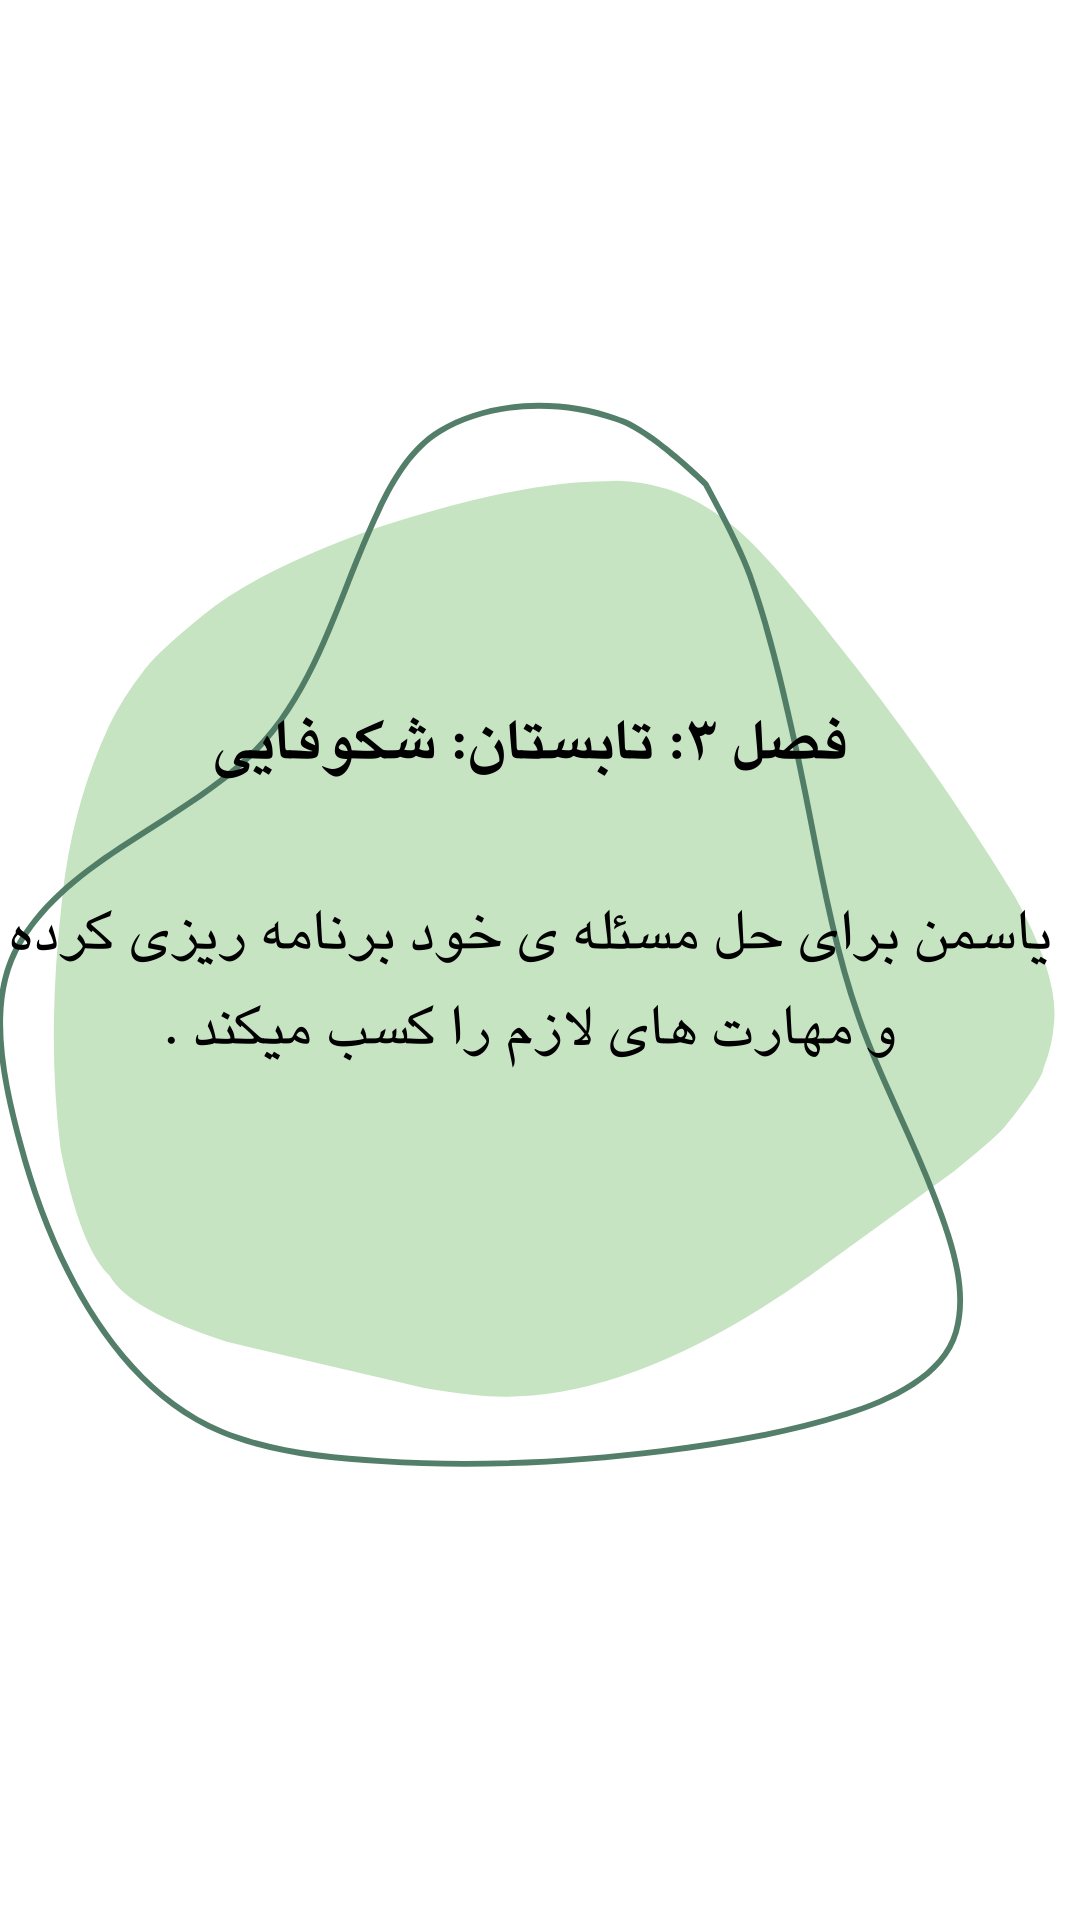 فصل ۳: تابستان: شکوفایی
یاسمن برای حل مسئله ی خود برنامه ریزی کرده
و مهارت های لازم را کسب میکند .